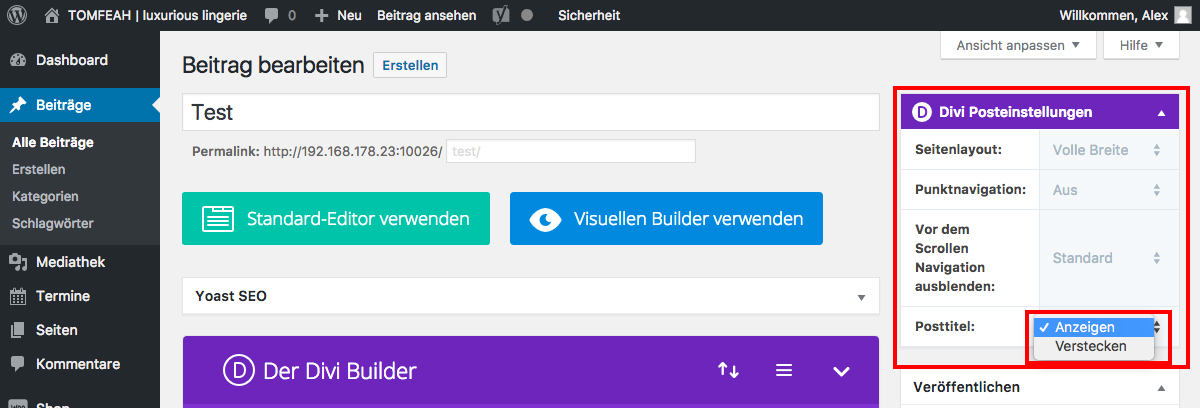 TOMFEAH | luxurious lingerie 0 Neu Beitrag ansehen Sicherheit Willkommen, Alex
Dashboard
Beiträge
Alle Beiträge
Erstellen
Kategorien
Schlagwörter
Mediathek
Termine
Seiten
Kommentare
Shop
Ansicht anpassen Hilfe
Beitrag bearbeiten Erstellen
Test
Permalink: http://192.168.178.23:10026/ test/
Standard-Editor verwenden Visuellen Builder verwenden
Yoast SEO
D Der Divi Builder
D Divi Posteinstellungen
Seitenlayout: Volle Breite
Punktnavigation: Aus
Vor dem
Scrollen
Navigation
ausblenden:
Standard
Posttitel: ✓ Anzeigen
Verstecken
Veröffentlichen